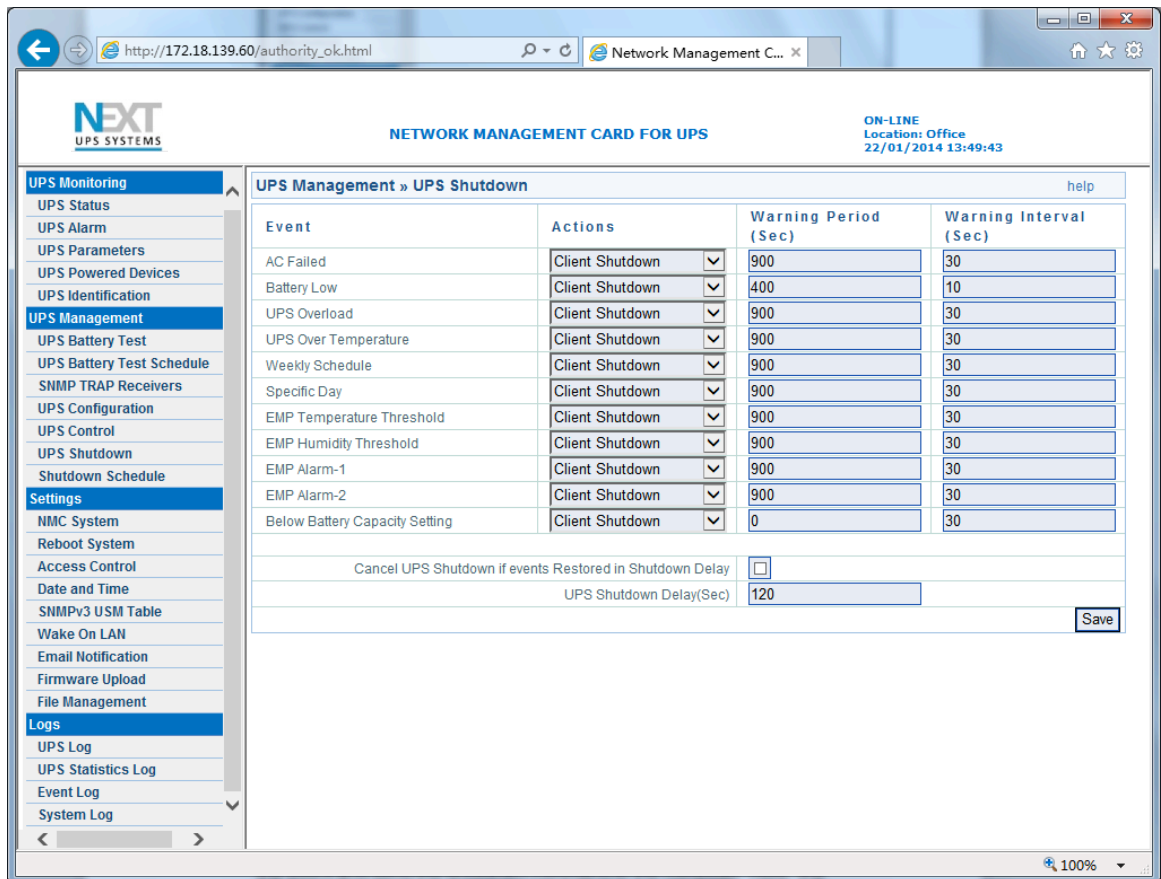 http://172.18.139.60/authority_ok.html
Network Management C...
NEXT
UPS SYSTEMS
NETWORK MANAGEMENT CARD FOR UPS
ON-LINE
Location: Office
22/01/2014 13:49:43
UPS Monitoring
UPS Status
UPS Alarm
UPS Parameters
UPS Powered Devices
UPS Identification
UPS Management
UPS Battery Test
UPS Battery Test Schedule
SNMP TRAP Receivers
UPS Configuration
UPS Control
UPS Shutdown
Shutdown Schedule
Settings
NMC System
Reboot System
Access Control
Date and Time
SNMPv3 USM Table
Wake On LAN
Email Notification
Firmware Upload
File Management
Logs
UPS Log
UPS Statistics Log
Event Log
System Log
UPS Management » UPS Shutdown help
Event Actions Warning Period (Sec) Warning Interval (Sec)
AC Failed Client Shutdown 900 30
Battery Low Client Shutdown 400 10
UPS Overload Client Shutdown 900 30
UPS Over Temperature Client Shutdown 900 30
Weekly Schedule Client Shutdown 900 30
Specific Day Client Shutdown 900 30
EMP Temperature Threshold Client Shutdown 900 30
EMP Humidity Threshold Client Shutdown 900 30
EMP Alarm-1 Client Shutdown 900 30
EMP Alarm-2 Client Shutdown 900 30
Below Battery Capacity Setting Client Shutdown 0 30
Cancel UPS Shutdown if events Restored in Shutdown Delay
UPS Shutdown Delay(Sec) 120
Save
100%